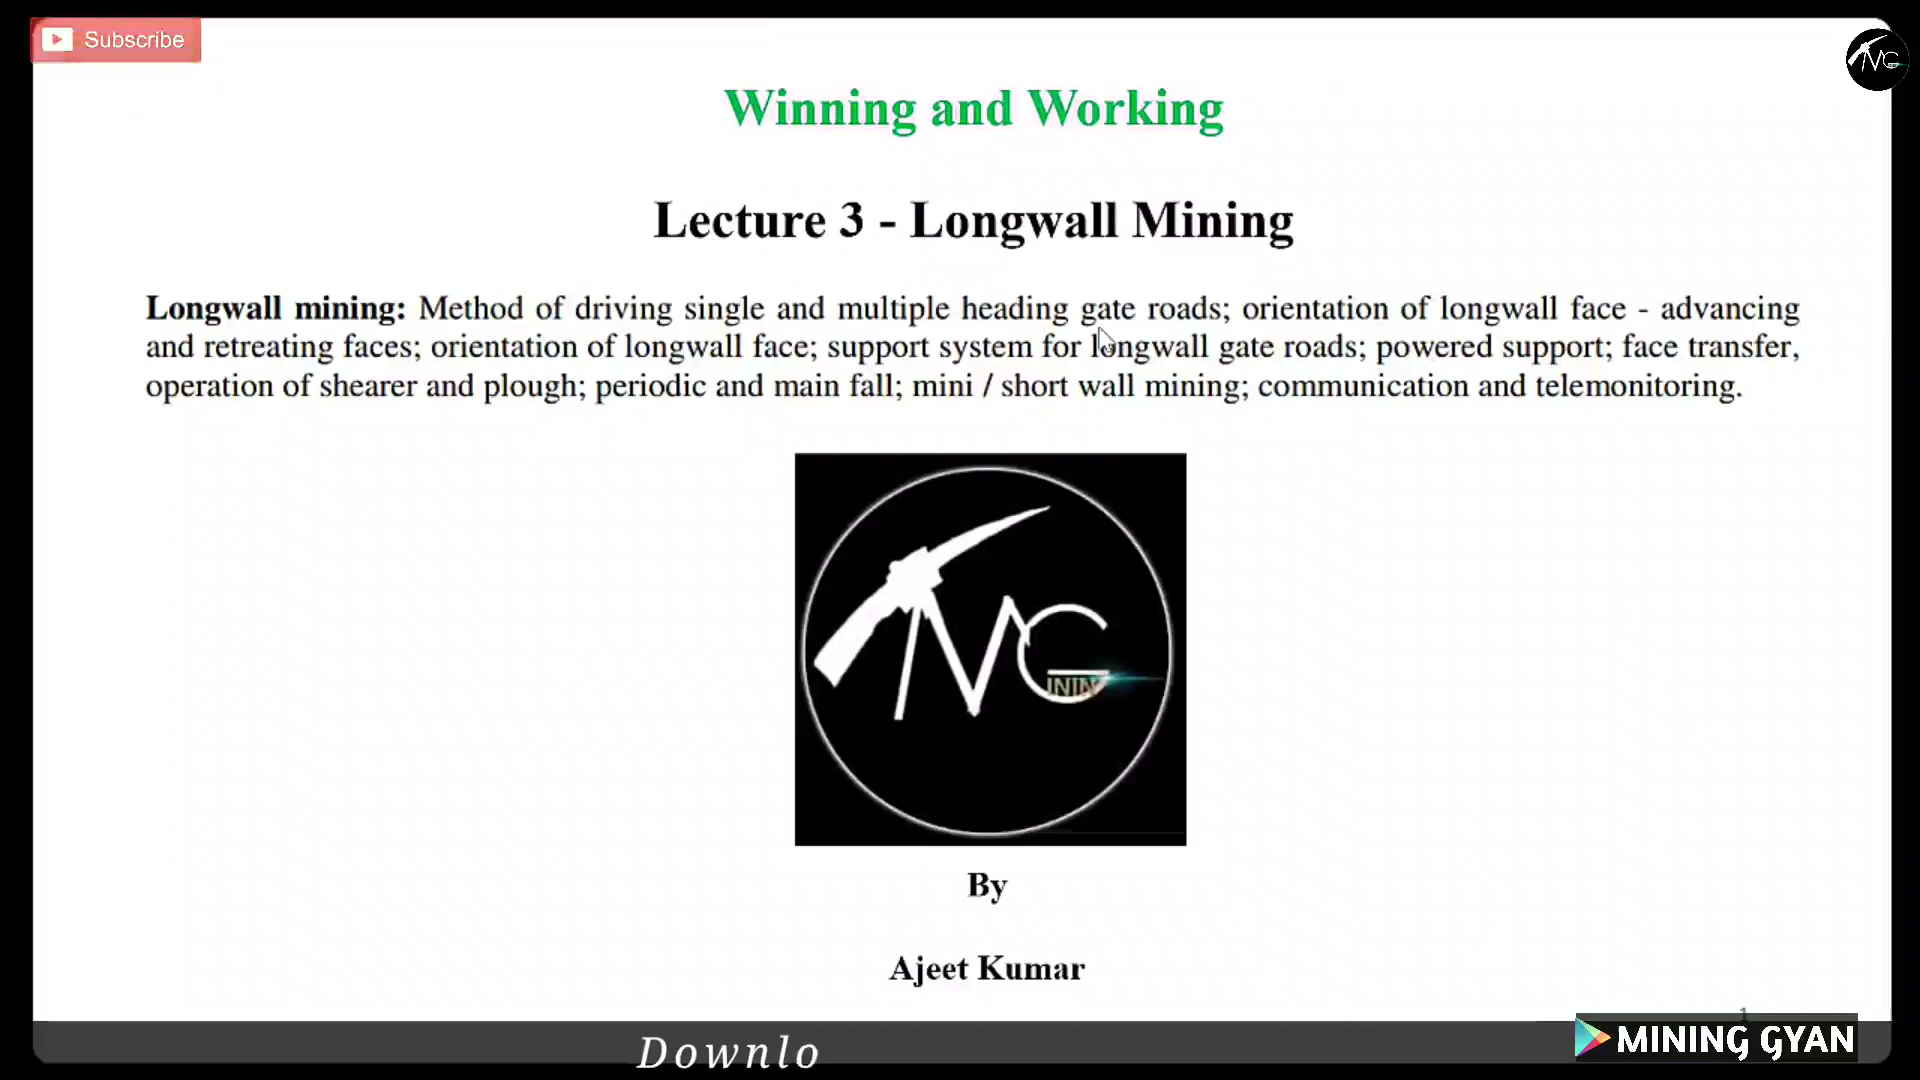 Subscribe
Winning and Working
Lecture 3 - Longwall Mining
Longwall mining: Method of driving single and multiple heading gate roads; orientation of longwall face - advancing
and retreating faces; orientation of longwall face; support system for longwall gate roads; powered support; face transfer,
operation of shearer and plough; periodic and main fall; mini / short wall mining; communication and telemonitoring.
By
Ajeet Kumar
1
MINING GYAN
Downlo